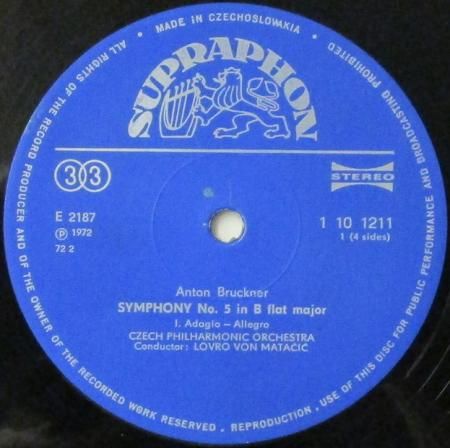 MADE IN CZECHOSLOVAKIA
ALL RIGHTS OF THE RECORD PRODUCER AND OF THE OWNER OF THE RECORDED WORK RESERVED . REPRODUCTION , USE OF THIS DISC FOR PUBLIC PERFORMANCE AND BROADCASTING PROHIBITED
SUPRAPHON
33
STEREO
E 2187
Ⓟ 1972
72 2
1 10 1211
1 (4 sides)
Anton Bruckner
SYMPHONY No. 5 in B flat major
I. Adagio – Allegro
CZECH PHILHARMONIC ORCHESTRA
Conductor : LOVRO VON MATAČIĆ